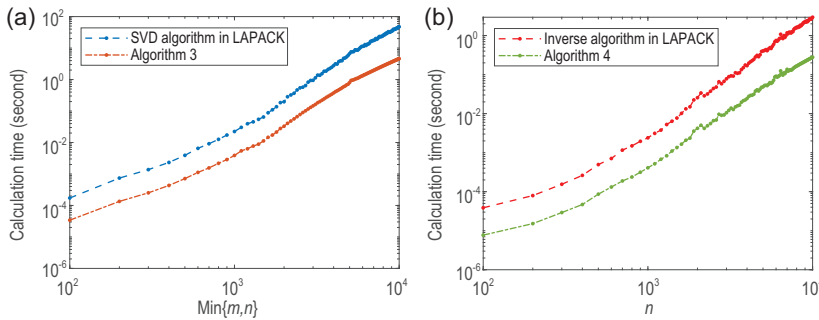 (a)
SVD algorithm in LAPACK
Algorithm 3
Calculation time (second)
10^2
10^0
10^-2
10^-4
10^-6
10^2
10^3
10^4
Min{m,n}
(b)
Inverse algorithm in LAPACK
Algorithm 4
Calculation time (second)
10^0
10^-2
10^-4
10^-6
10^2
10^3
n